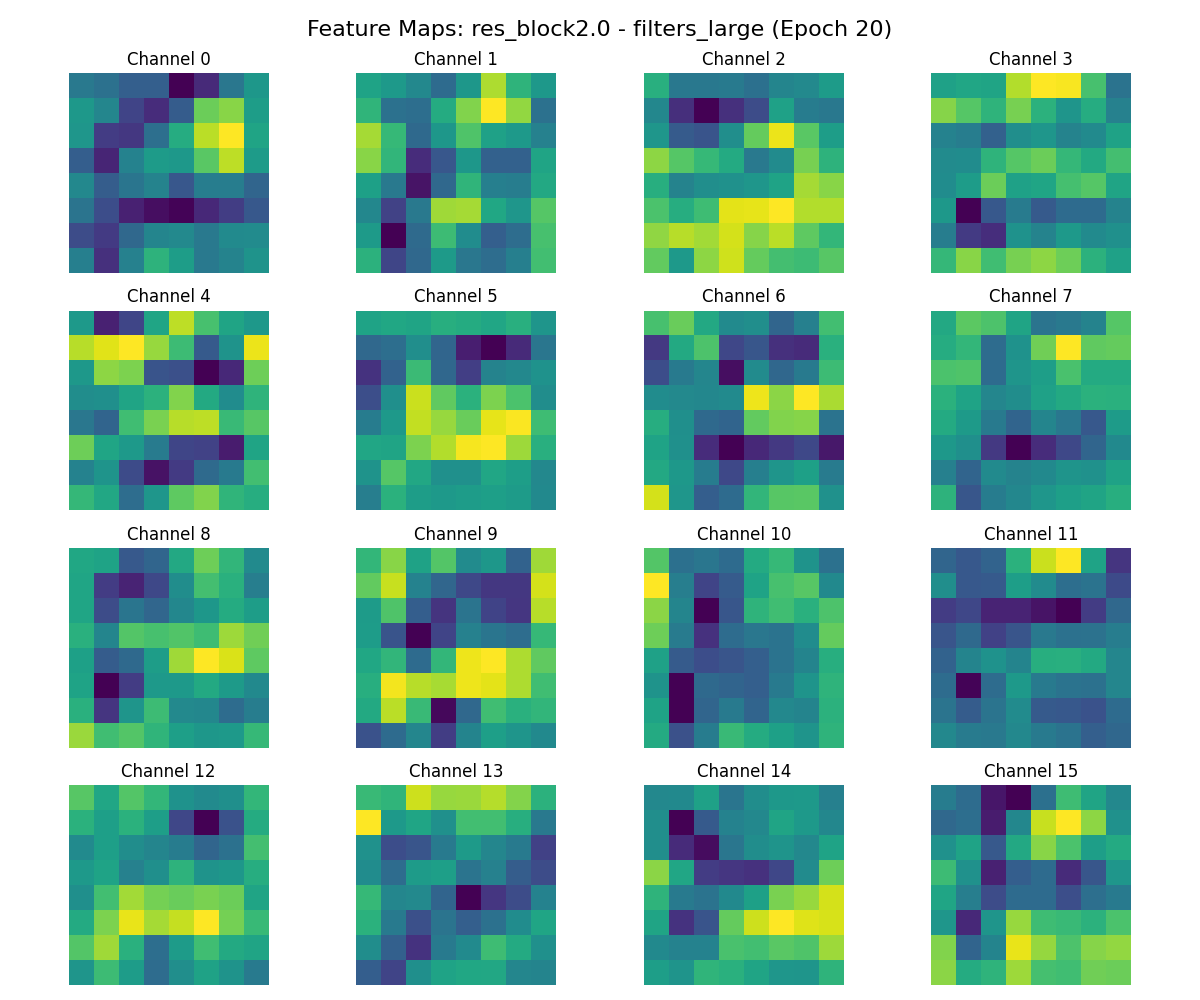 Feature Maps: res_block2.0 - filters_large (Epoch 20)
Channel 0
Channel 1
Channel 2
Channel 3
Channel 4
Channel 5
Channel 6
Channel 7
Channel 8
Channel 9
Channel 10
Channel 11
Channel 12
Channel 13
Channel 14
Channel 15